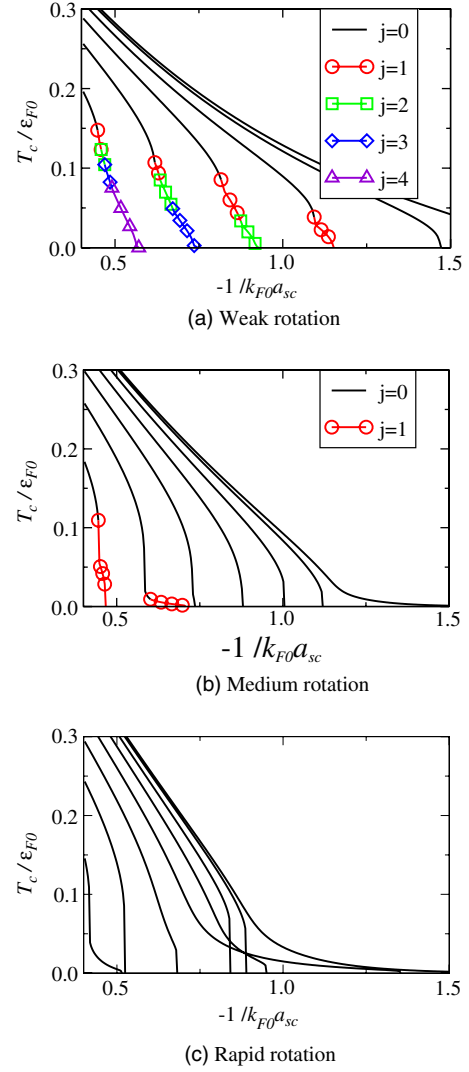 0.3
0.2
0.1
0.0
T_c / ε_F0
j=0
j=1
j=2
j=3
j=4
0.5 1.0 1.5
-1 /k_F0 a_sc
(a) Weak rotation
0.3
0.2
0.1
0.0
T_c / ε_F0
j=0
j=1
0.5 1.0 1.5
-1 /k_F0 a_sc
(b) Medium rotation
0.3
0.2
0.1
0.0
T_c / ε_F0
0.5 1.0 1.5
-1 /k_F0 a_sc
(c) Rapid rotation